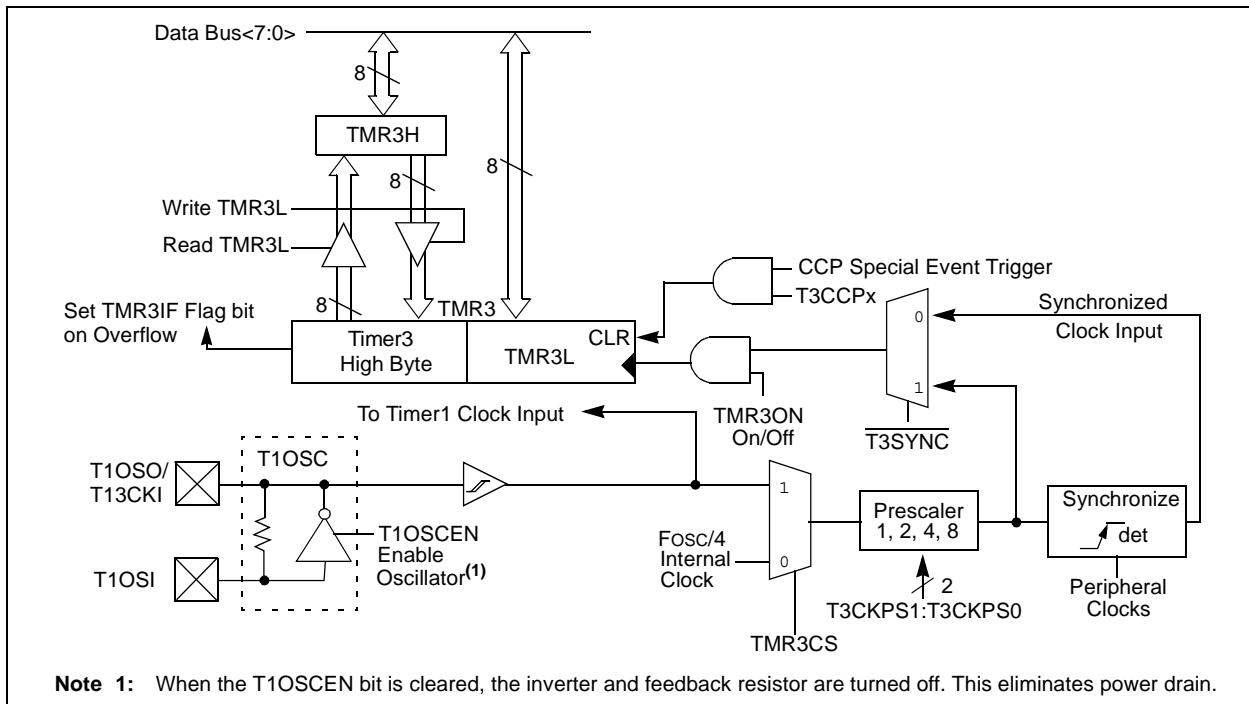 Data Bus<7:0>
8
TMR3H
8
8
Write TMR3L
Read TMR3L
8
TMR3
CCP Special Event Trigger
T3CCPx
Set TMR3IF Flag bit
on Overflow
Timer3
High Byte
TMR3L
CLR
0
1
Synchronized
Clock Input
TMR3ON
On/Off
T3SYNC
To Timer1 Clock Input
T1OSC
T1OSO/
T13CKI
T1OSI
T1OSCEN
Enable
Oscillator(1)
FOSC/4
Internal
Clock
1
0
TMR3CS
Prescaler
1, 2, 4, 8
2
T3CKPS1:T3CKPS0
Synchronize
det
Peripheral
Clocks
Note 1: When the T1OSCEN bit is cleared, the inverter and feedback resistor are turned off. This eliminates power drain.